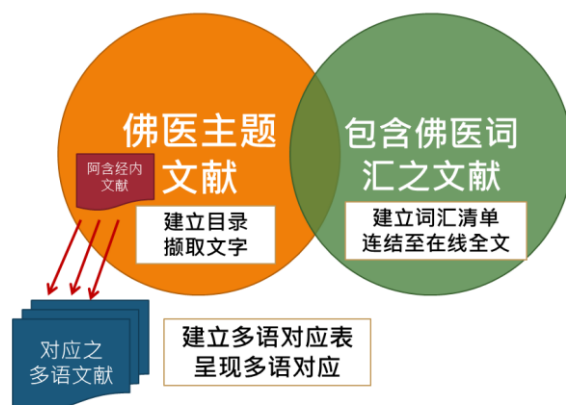 佛医主题
文献
阿含经内
文献
建立目录
撷取文字
包含佛医词
汇之文献
建立词汇清单
连结至在线全文
对应之
多语文献
建立多语对应表
呈现多语对应